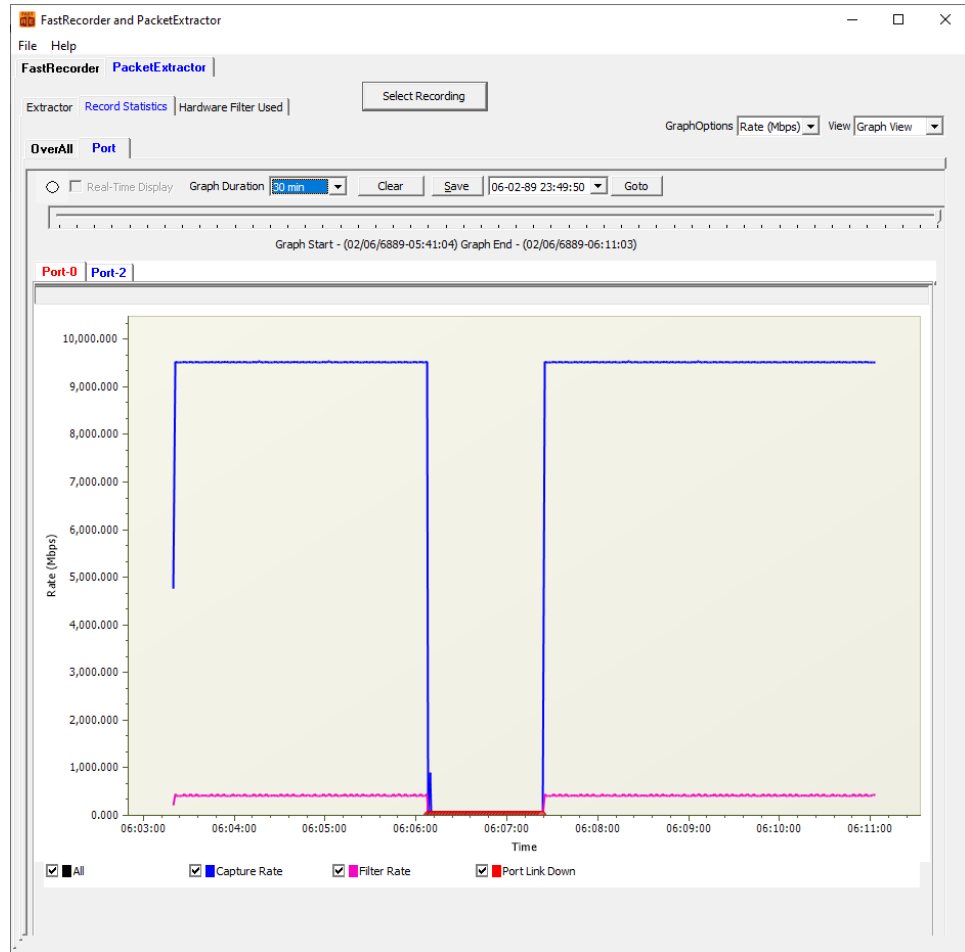 FastRecorder and PacketExtractor
File Help
FastRecorder PacketExtractor
Select Recording
Extractor Record Statistics Hardware Filter Used
GraphOptions Rate (Mbps) View Graph View
OverAll Port
Real-Time Display Graph Duration 30 min Clear Save 06-02-89 23:49:50 Goto
Graph Start - (02/06/6889-05:41:04) Graph End - (02/06/6889-06:11:03)
Port-0 Port-2
10,000.000
9,000.000
8,000.000
7,000.000
6,000.000
5,000.000
4,000.000
3,000.000
2,000.000
1,000.000
0.000
Rate (Mbps)
06:03:00 06:04:00 06:05:00 06:06:00 06:07:00 06:08:00 06:09:00 06:10:00 06:11:00
Time
All Capture Rate Filter Rate Port Link Down